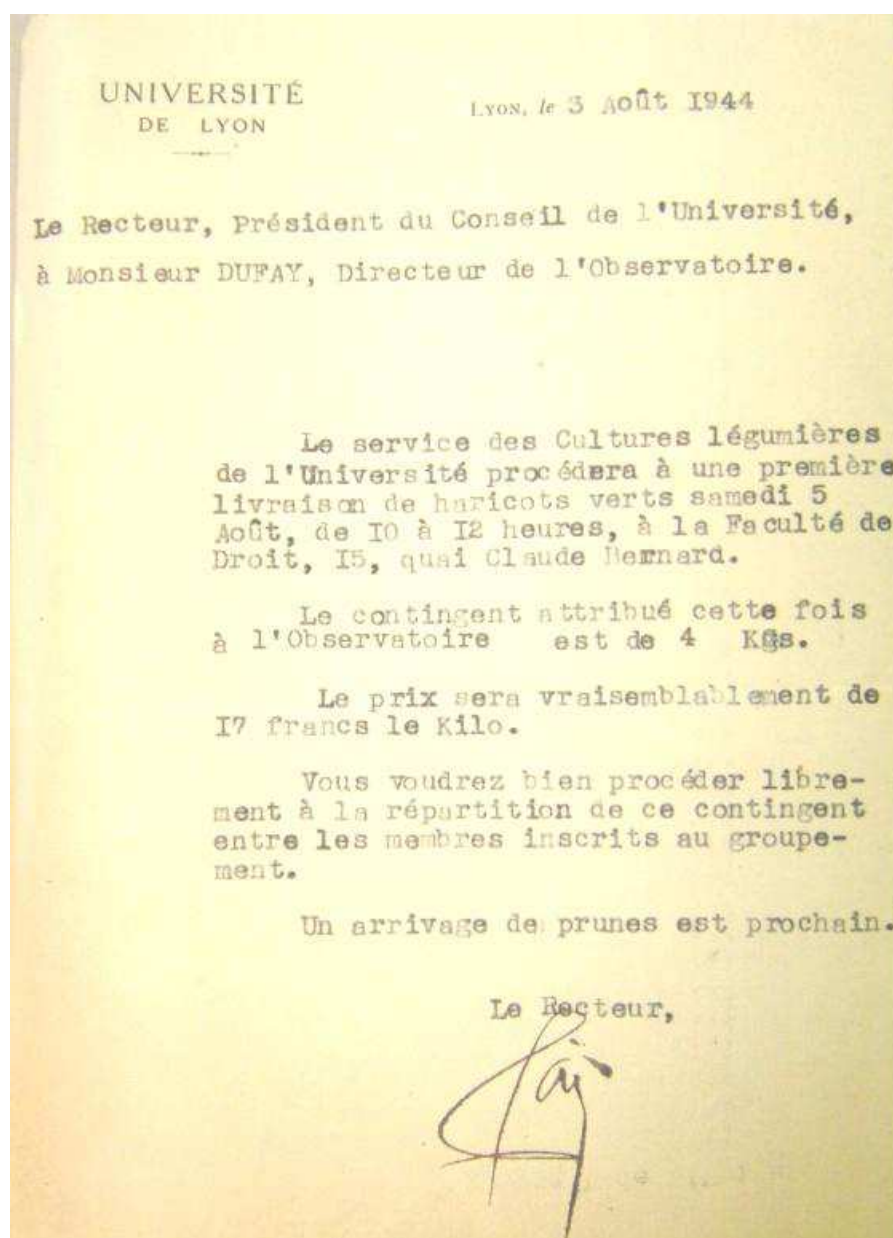 UNIVERSITÉ
DE LYON
LYON, le 3 Août I944
Le Recteur, Président du Conseil de l'Université,
à Monsieur DUFAY, Directeur de l'Observatoire.
Le service des Cultures légumières
de l'Université procédera à une première
livraison de haricots verts samedi 5
Août, de I0 à I2 heures, à la Faculté de
Droit, I5, quai Claude Bernard.
Le contingent attribué cette fois
à l'Observatoire est de 4 KGs.
Le prix sera vraisemblablement de
I7 francs le Kilo.
Vous voudrez bien procéder libre-
ment à la répartition de ce contingent
entre les membres inscrits au groupe-
ment.
Un arrivage de prunes est prochain.
Le Recteur,